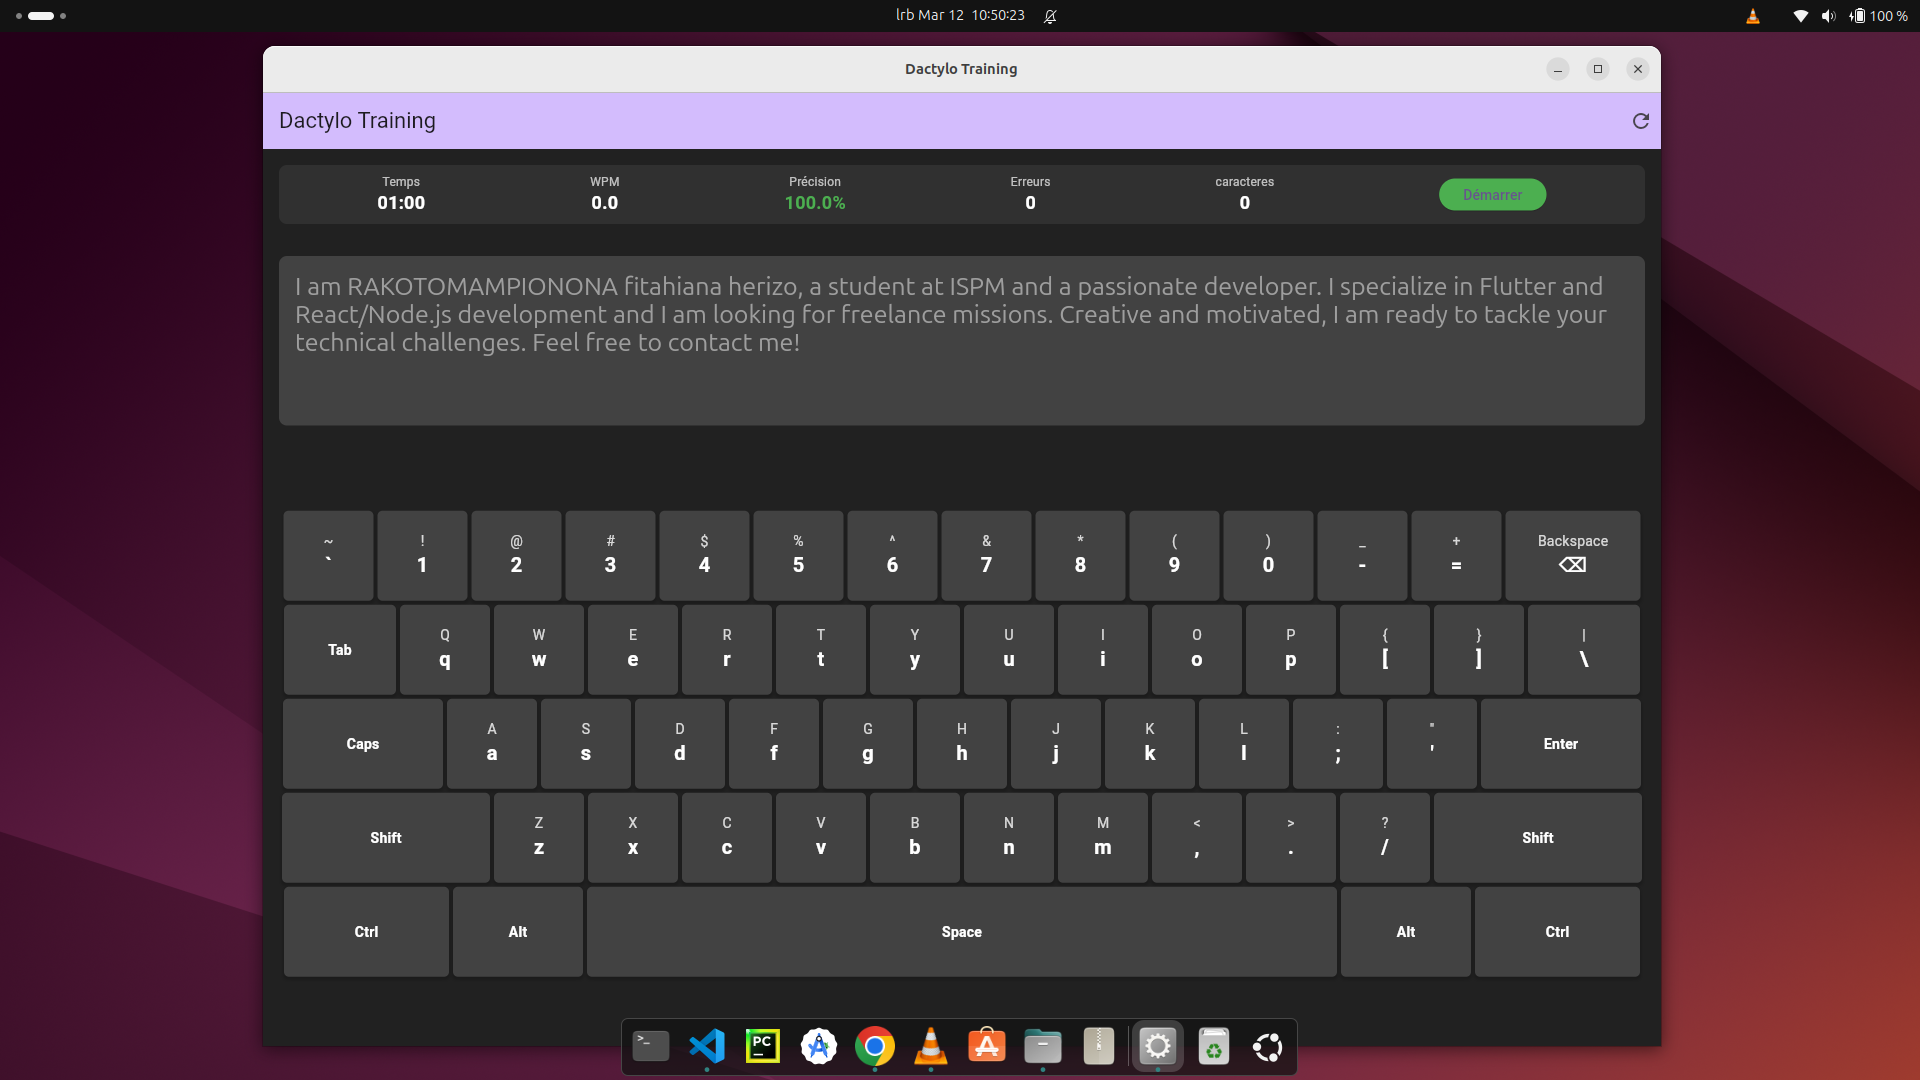 lrb Mar 12 10:50:23
100 %
Dactylo Training
Dactylo Training
Temps WPM Précision Erreurs caracteres
01:00 0.0 100.0% 0 0
Démarrer
I am RAKOTOMAMPIONONA fitahiana herizo, a student at ISPM and a passionate developer. I specialize in Flutter and
React/Node.js development and I am looking for freelance missions. Creative and motivated, I am ready to tackle your
technical challenges. Feel free to contact me!
~ ! @ # $ % ^ & * ( ) _ + Backspace
` 1 2 3 4 5 6 7 8 9 0 - = ⌫
Q W E R T Y U I O P { } |
Tab q w e r t y u i o p [ ] \
A S D F G H J K L : "
Caps a s d f g h j k l ; ' Enter
Z X C V B N M < > ?
Shift z x c v b n m , . / Shift
Ctrl Alt Space Alt Ctrl
>_
PC